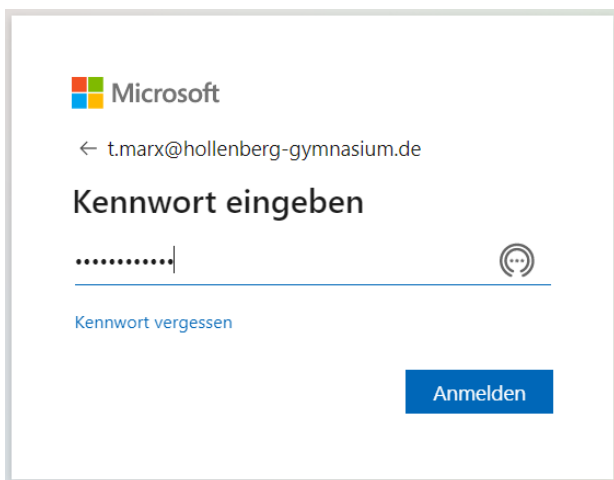 Microsoft
← t.marx@hollenberg-gymnasium.de
Kennwort eingeben
••••••••••••
Kennwort vergessen
Anmelden